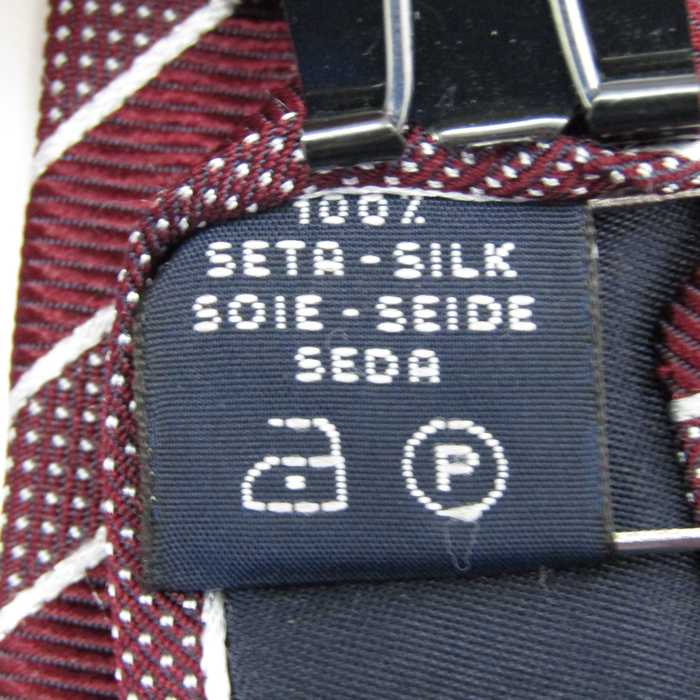 100%
SETA - SILK
SOIE - SEIDE
SEDA
P